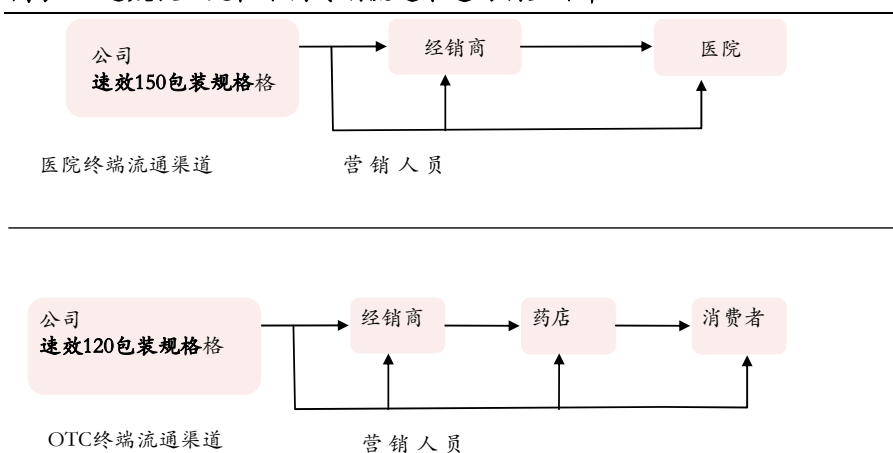 公司
速效150包装规格格
经销商
医院
医院终端流通渠道
营销人员
公司
速效120包装规格格
经销商
药店
消费者
OTC终端流通渠道
营销人员